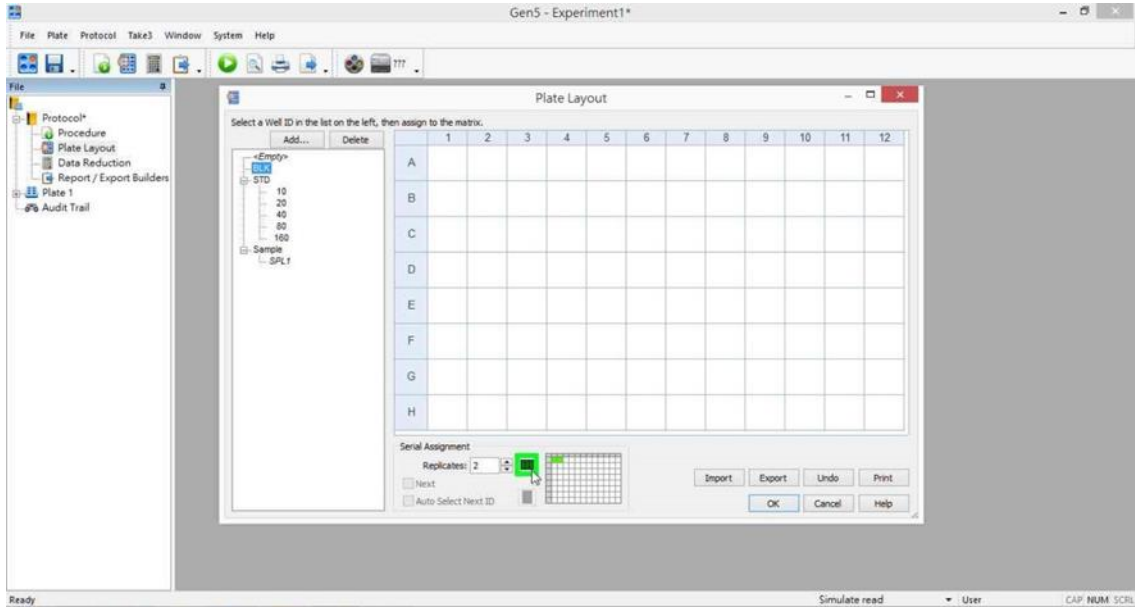 Gen5 - Experiment1*
File Plate Protocol Take3 Window System Help
???
File
Protocol*
Procedure
Plate Layout
Data Reduction
Report / Export Builders
Plate 1
Audit Trail
Plate Layout
Select a Well ID in the list on the left, then assign to the matrix.
Add... Delete
<Empty>
BLK
STD
10
20
40
80
160
Sample
SPL1
1 2 3 4 5 6 7 8 9 10 11 12
A
B
C
D
E
F
G
H
Serial Assignment
Replicates: 2
Next
Auto Select Next ID
Import Export Undo Print
OK Cancel Help
Ready Simulate read User CAP NUM SCRL